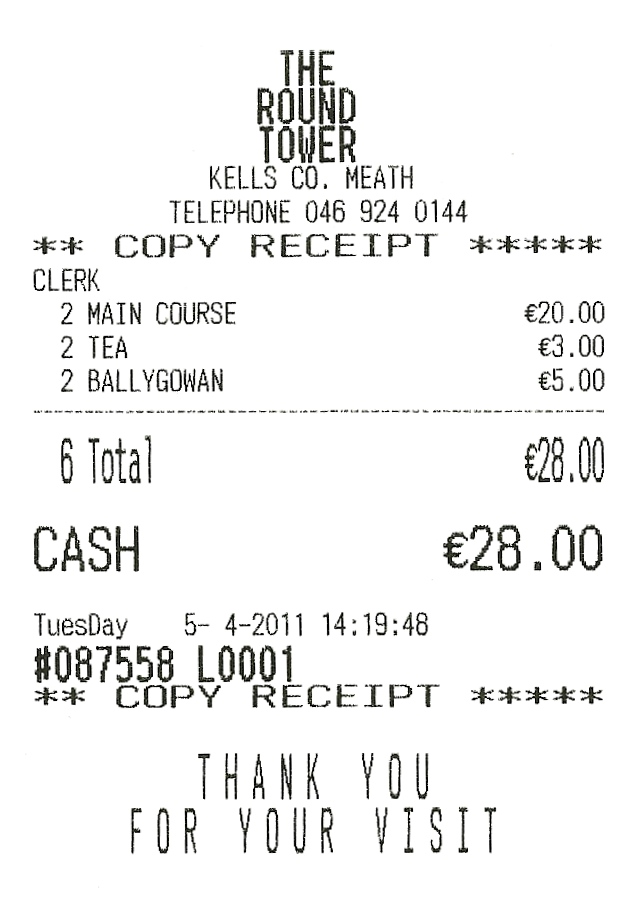 THE
ROUND
TOWER
KELLS CO. MEATH
TELEPHONE 046 924 0144
** COPY RECEIPT *****
CLERK
2 MAIN COURSE €20.00
2 TEA €3.00
2 BALLYGOWAN €5.00
6 Total €28.00
CASH €28.00
TuesDay 5- 4-2011 14:19:48
#087558 L0001
** COPY RECEIPT *****
THANK YOU
FOR YOUR VISIT